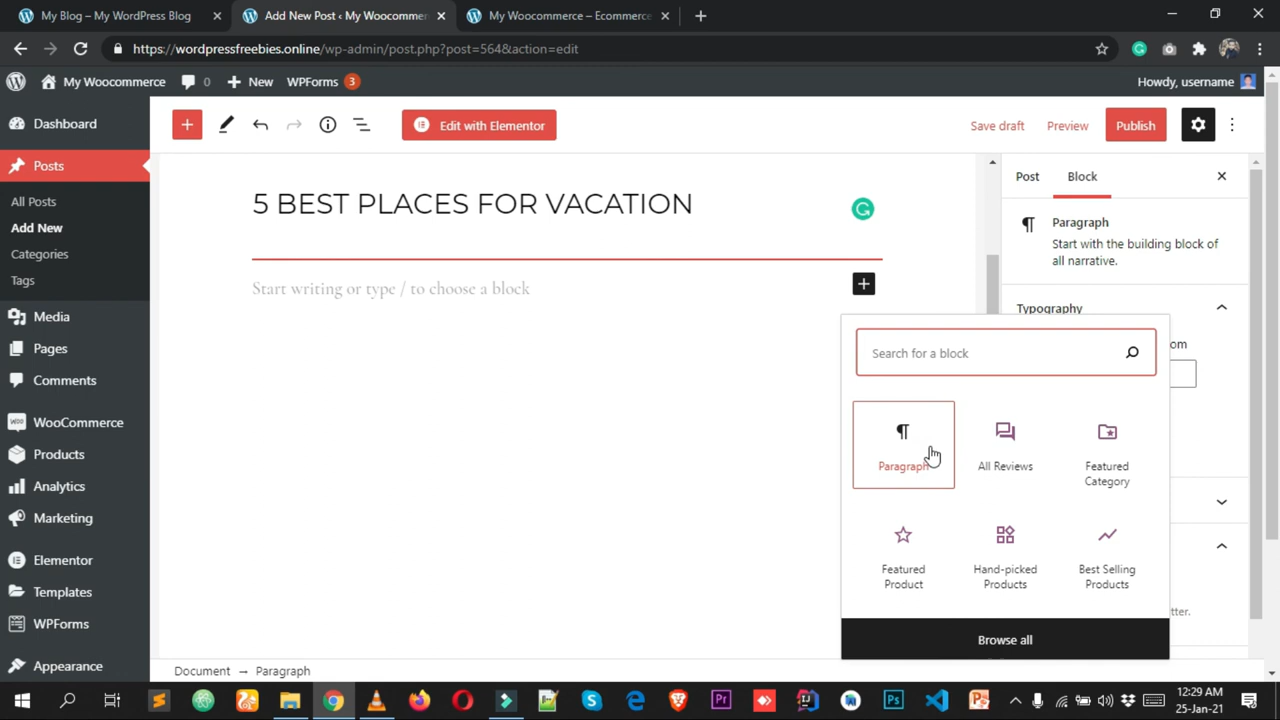 My Blog – My WordPress Blog
Add New Post ‹ My Woocommer
My Woocommerce – Ecommerce
https://wordpressfreebies.online/wp-admin/post.php?post=564&action=edit
My Woocommerce
0
New
WPForms 3
Howdy, username
Dashboard
Posts
All Posts
Add New
Categories
Tags
Media
Pages
Comments
WooCommerce
Products
Analytics
Marketing
Elementor
Templates
WPForms
Appearance
Edit with Elementor
Save draft
Preview
Publish
5 BEST PLACES FOR VACATION
Start writing or type / to choose a block
Post
Block
Paragraph
Start with the building block of
all narrative.
Typography
om
Search for a block
Paragraph
All Reviews
Featured
Category
Featured
Product
Hand-picked
Products
Best Selling
Products
tter.
Browse all
Document → Paragraph
12:29 AM
25-Jan-21